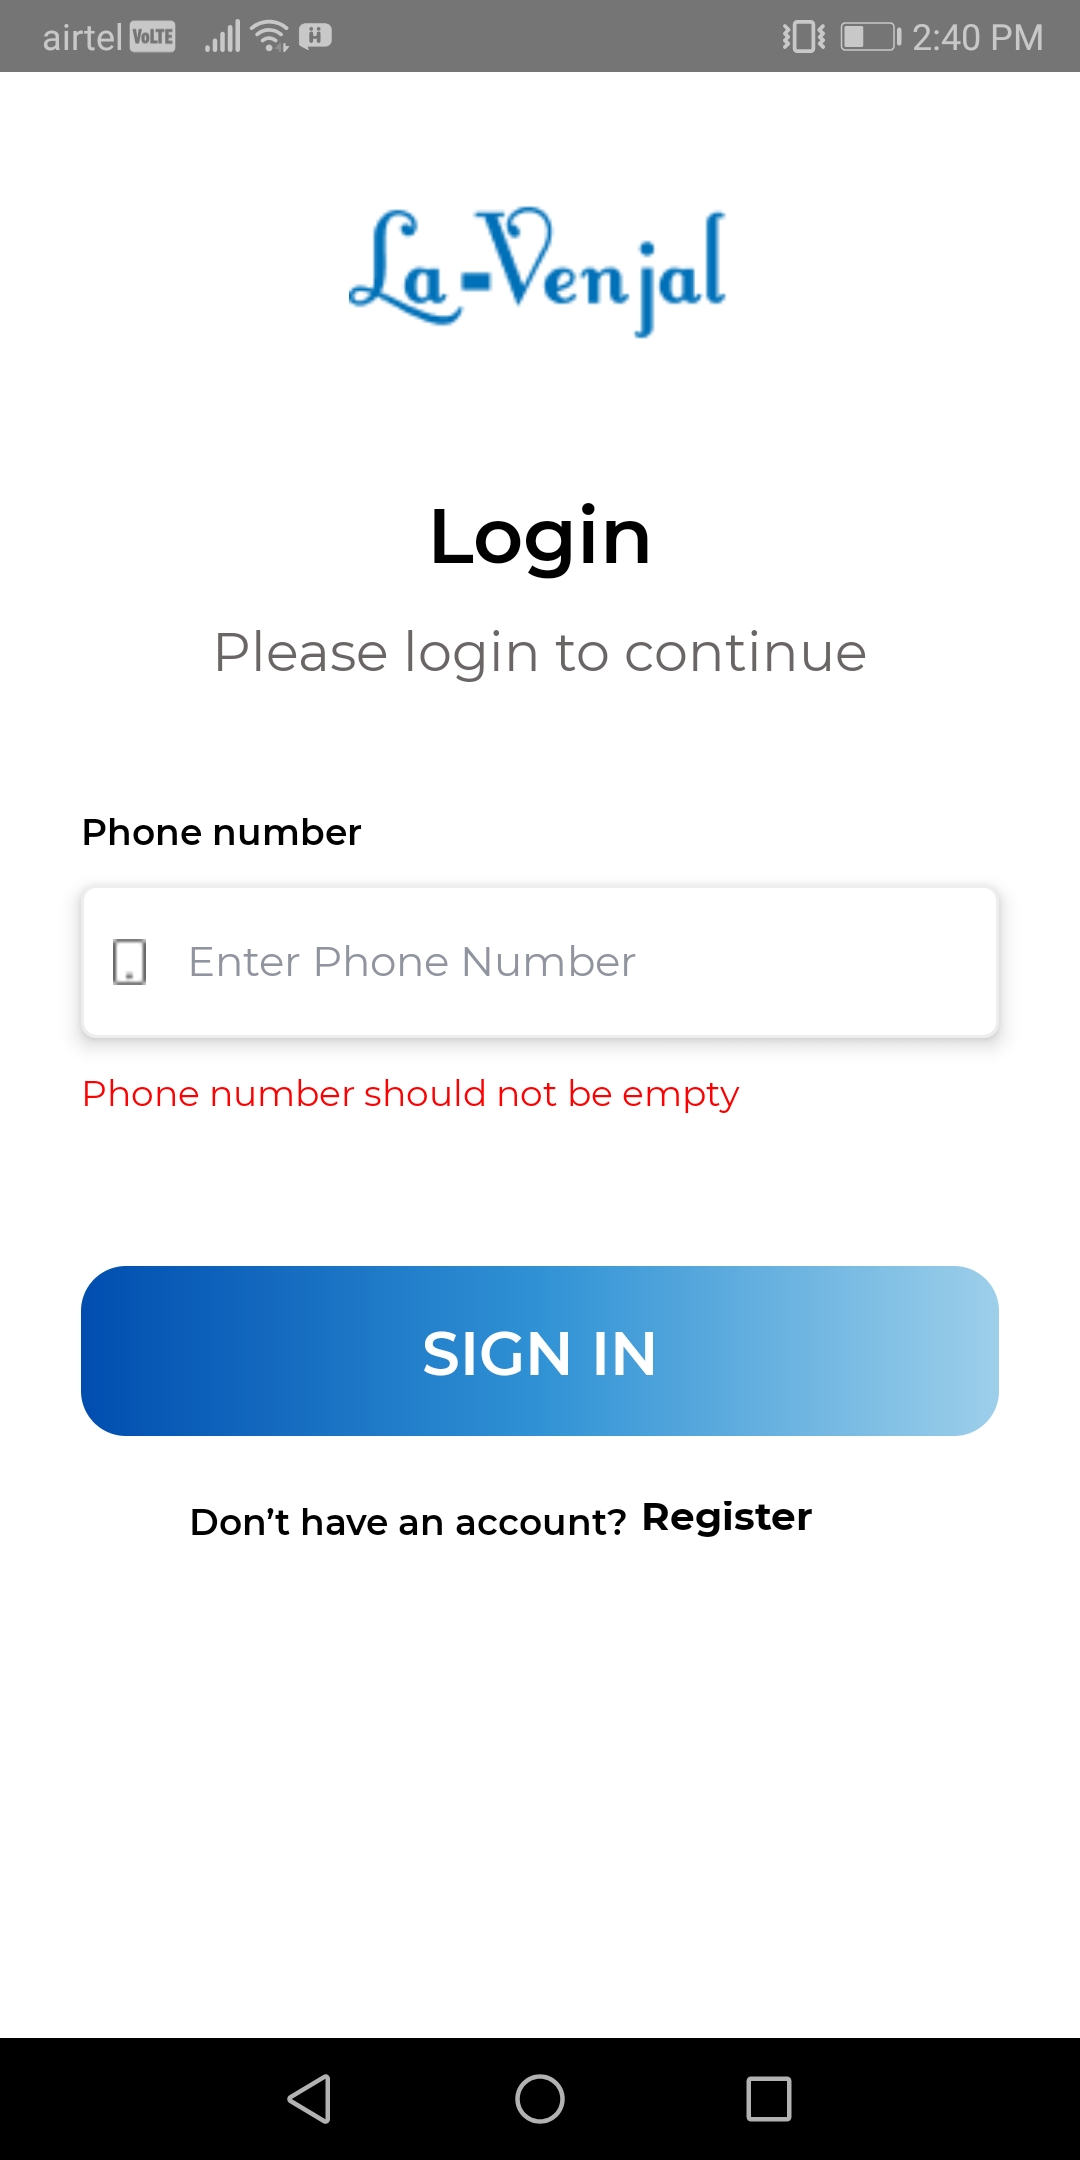 airtel VoLTE 2:40 PM
La-Venjal
Login
Please login to continue
Phone number
Enter Phone Number
Phone number should not be empty
SIGN IN
Don’t have an account? Register